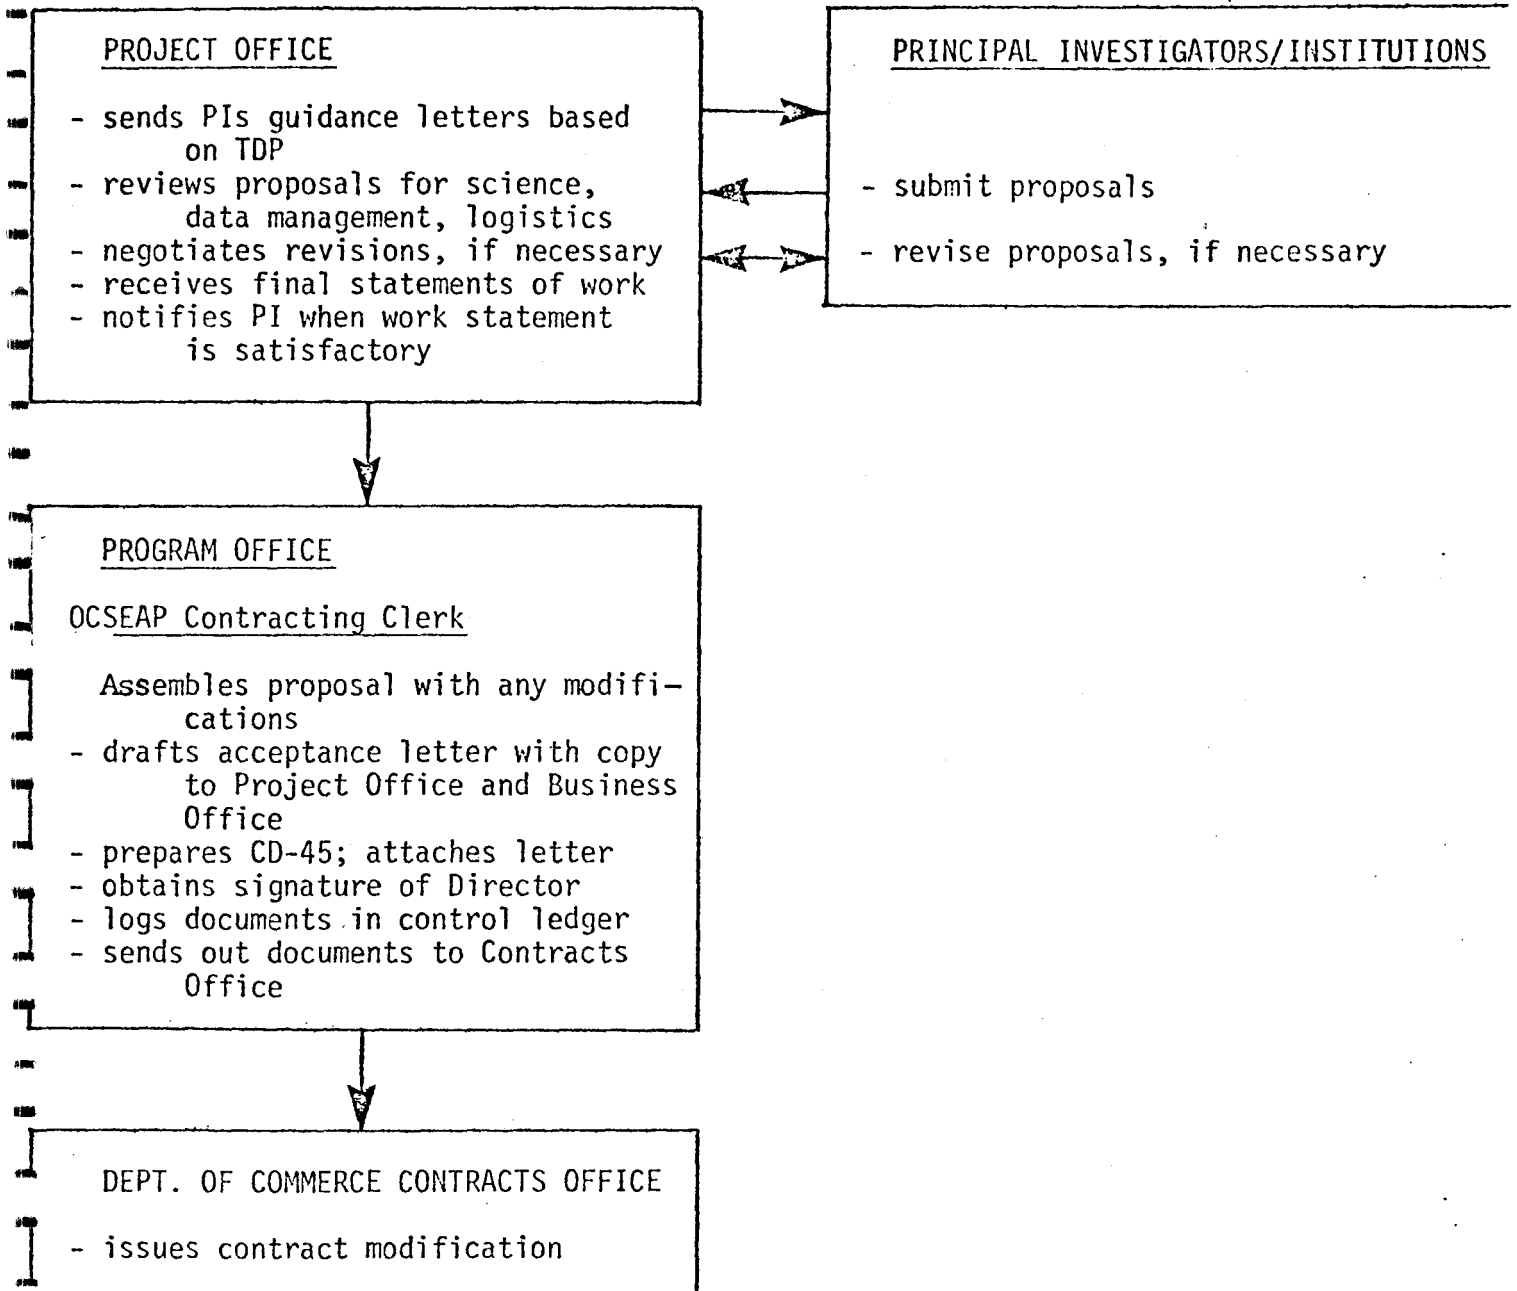 PROJECT OFFICE
- sends PIs guidance letters based
on TDP
- reviews proposals for science,
data management, logistics
- negotiates revisions, if necessary
- receives final statements of work
- notifies PI when work statement
is satisfactory
PRINCIPAL INVESTIGATORS/INSTITUTIONS
- submit proposals
- revise proposals, if necessary
PROGRAM OFFICE
OCSEAP Contracting Clerk
Assembles proposal with any modifi-
cations
- drafts acceptance letter with copy
to Project Office and Business
Office
- prepares CD-45; attaches letter
- obtains signature of Director
- logs documents in control ledger
- sends out documents to Contracts
Office
DEPT. OF COMMERCE CONTRACTS OFFICE
- issues contract modification